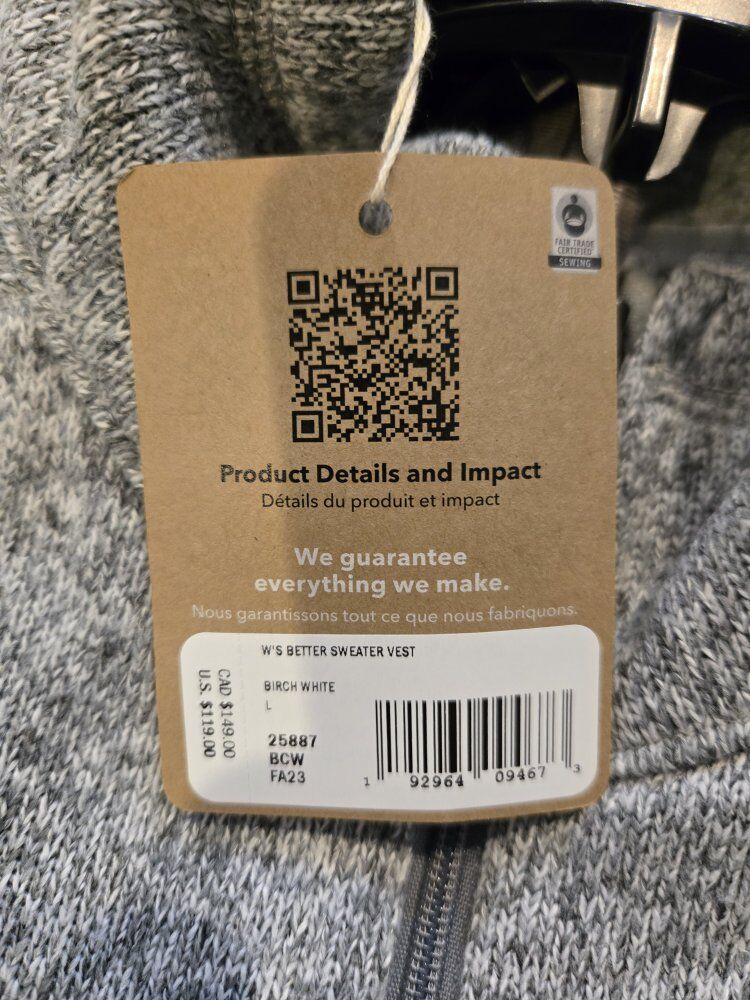 FAIR TRADE
CERTIFIED
SEWING
Product Details and Impact
Détails du produit et impact
We guarantee
everything we make.
Nous garantissons tout ce que nous fabriquons.
W'S BETTER SWEATER VEST
BIRCH WHITE
L
25887
BCW
FA23
CAD $149.00
U.S. $119.00
1 92964 09467 3